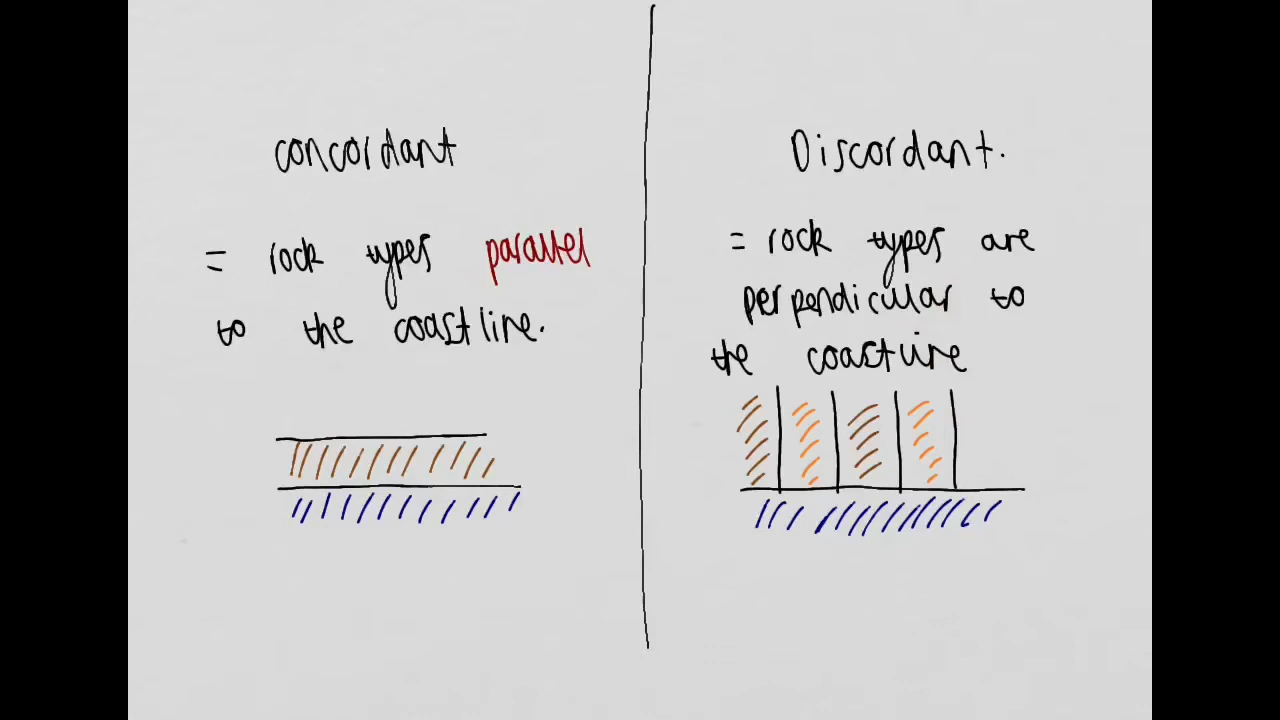 concordant
= rock types parallel
to the coastline.
Discordant.
= rock types are
perpendicular to
the coastline